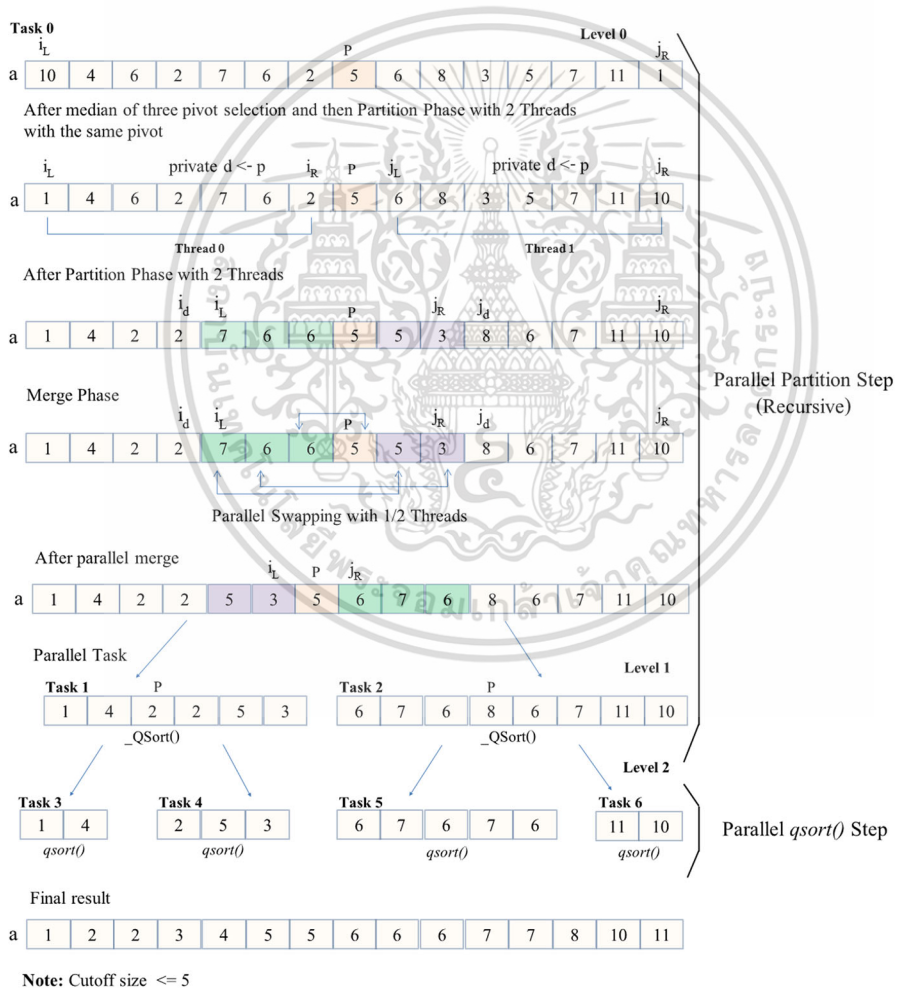 Task 0 Level 0
iL P jR
a 10 4 6 2 7 6 2 5 6 8 3 5 7 11 1
After median of three pivot selection and then Partition Phase with 2 Threads
with the same pivot
iL private d <- p iR P jL private d <- p jR
a 1 4 6 2 7 6 2 5 6 8 3 5 7 11 10
Thread 0 Thread 1
After Partition Phase with 2 Threads
id iL P jR jd jR
a 1 4 2 2 7 6 6 5 5 3 8 6 7 11 10
Parallel Partition Step
(Recursive)
Merge Phase
id iL P jR jd jR
a 1 4 2 2 7 6 6 5 5 3 8 6 7 11 10
Parallel Swapping with 1/2 Threads
After parallel merge
iL P jR
a 1 4 2 2 5 3 5 6 7 6 8 6 7 11 10
Parallel Task Level 1
Task 1 P Task 2 P
1 4 2 2 5 3 6 7 6 8 6 7 11 10
_QSort() _QSort()
Level 2
Task 3 Task 4 Task 5 Task 6
1 4 2 5 3 6 7 6 7 6 11 10
qsort() qsort() qsort() qsort()
Parallel qsort() Step
Final result
a 1 2 2 3 4 5 5 6 6 6 7 7 8 10 11
Note: Cutoff size <= 5